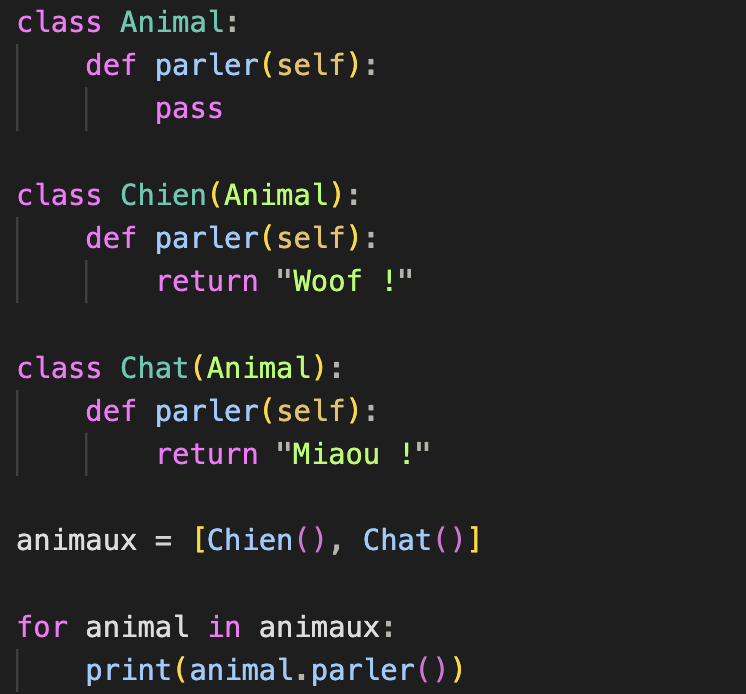 class Animal:
    def parler(self):
        pass

class Chien(Animal):
    def parler(self):
        return "Woof !"

class Chat(Animal):
    def parler(self):
        return "Miaou !"

animaux = [Chien(), Chat()]

for animal in animaux:
    print(animal.parler())